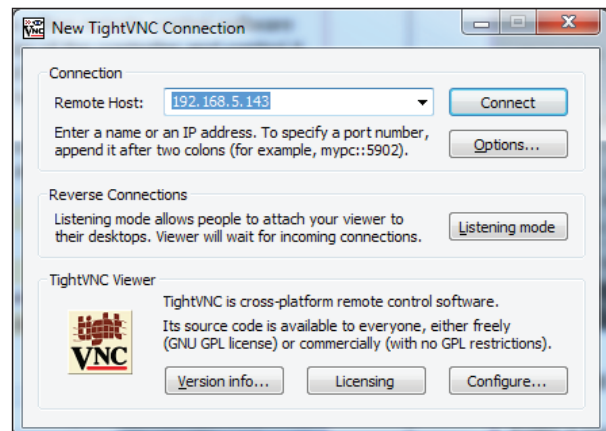 New TightVNC Connection
Connection
Remote Host: 192.168.5.143 Connect
Enter a name or an IP address. To specify a port number,
append it after two colons (for example, mypc::5902).
Options...
Reverse Connections
Listening mode allows people to attach your viewer to
their desktops. Viewer will wait for incoming connections.
Listening mode
TightVNC Viewer
TightVNC is cross-platform remote control software.
Its source code is available to everyone, either freely
(GNU GPL license) or commercially (with no GPL restrictions).
tight
VNC
Version info... Licensing Configure...